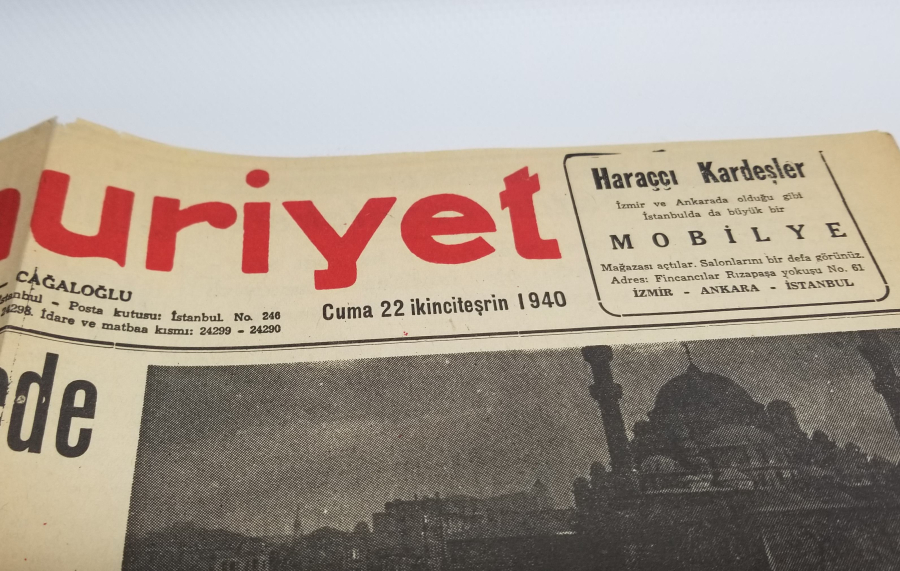 uriyet
CAĞALOĞLU
İstanbul - Posta kutusu: İstanbul. No. 246
24298. İdare ve matbaa kısmı: 24299 - 24290
Cuma 22 ikinciteşrin 1940
Haraççı Kardeşler
İzmir ve Ankarada olduğu gibi
İstanbulda da büyük bir
MOBİLYE
Mağazası açtılar. Salonlarını bir defa görünüz.
Adres: Fincancılar Rızapaşa yokuşu No. 61
İZMİR - ANKARA - İSTANBUL
de